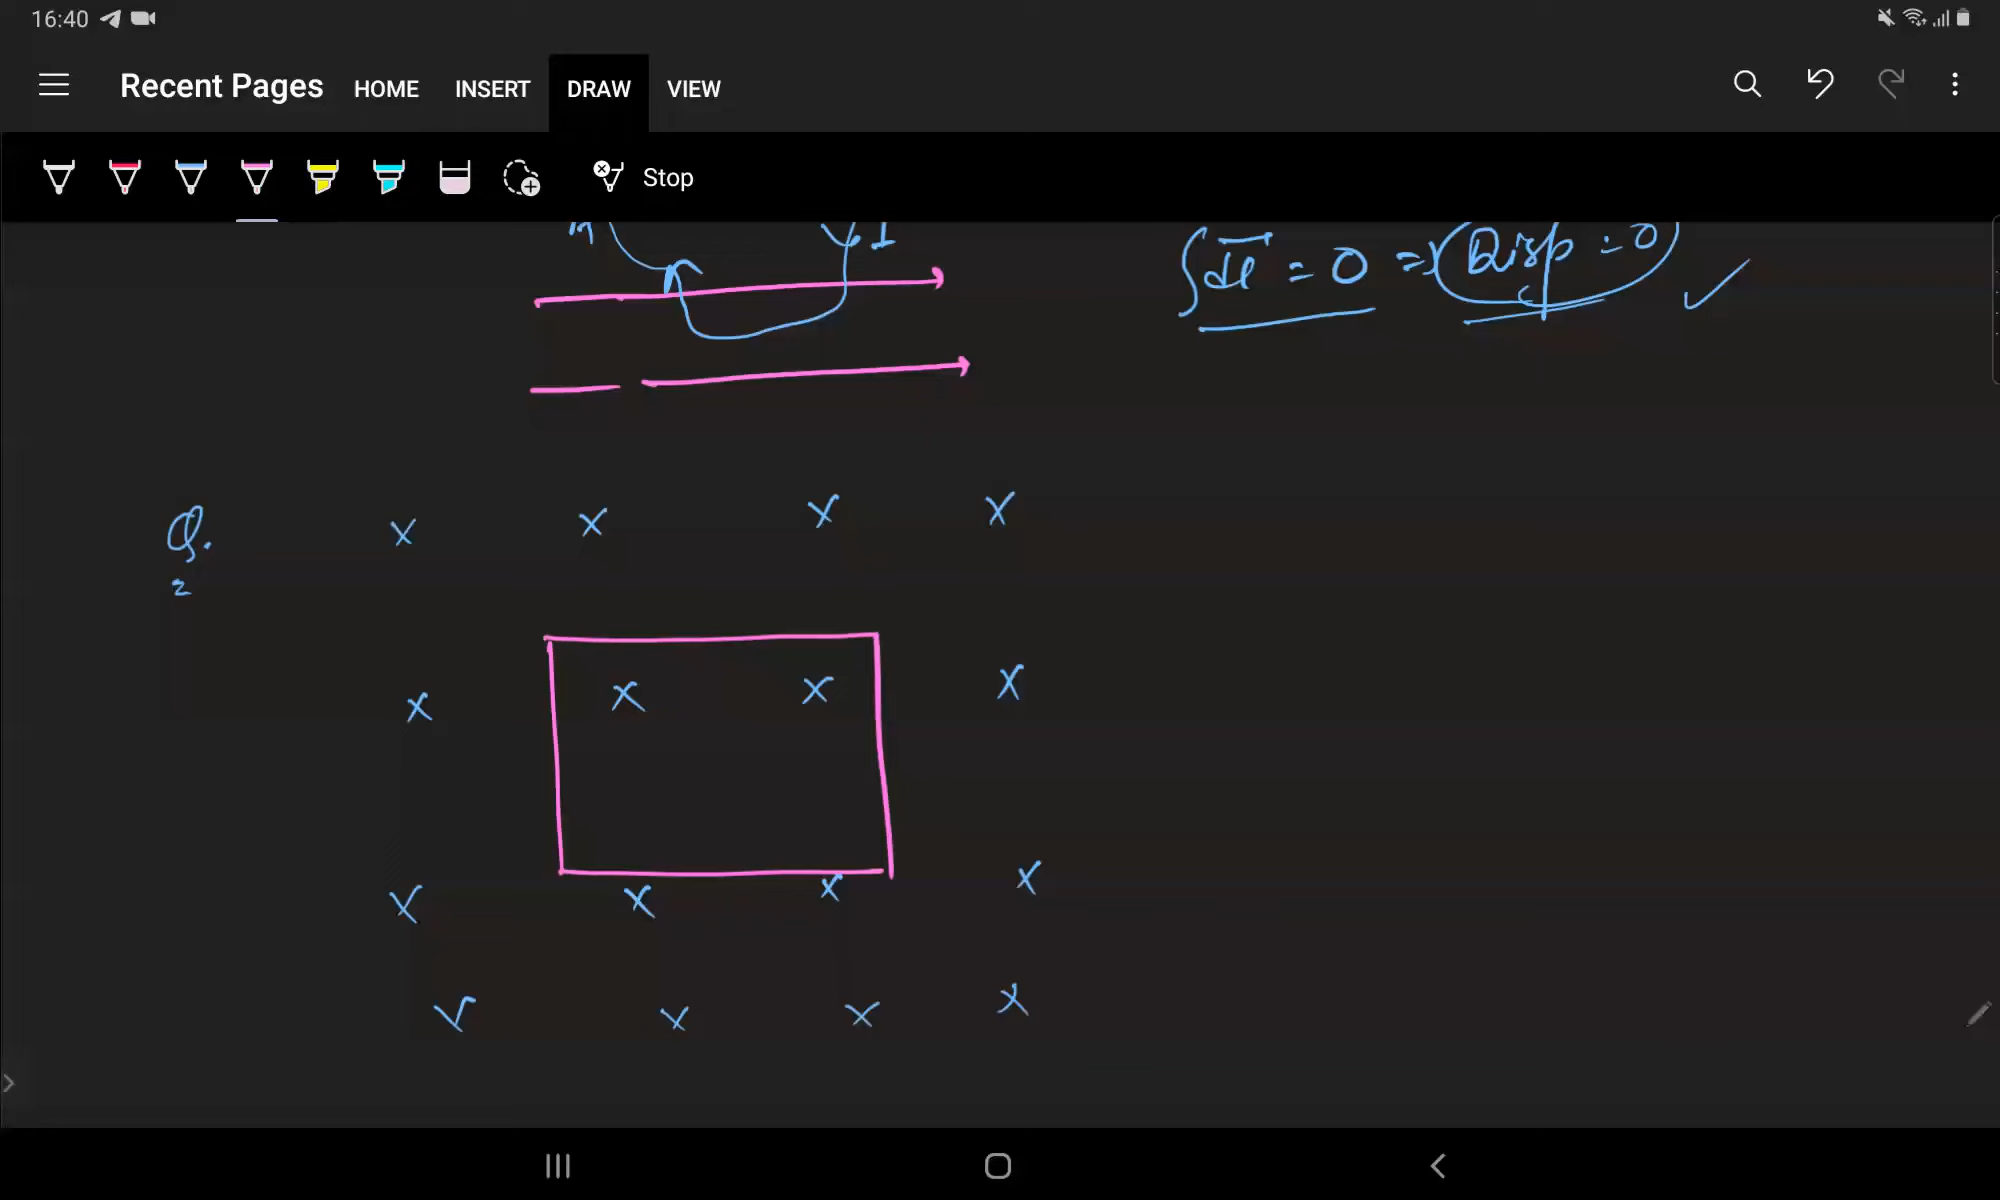 16:40
Recent Pages HOME INSERT DRAW VIEW
Stop
I
∫dl = 0 ⇒ (Disp = 0) ✓
Q. x x x x
2
x x x x
x x x x
x x x x